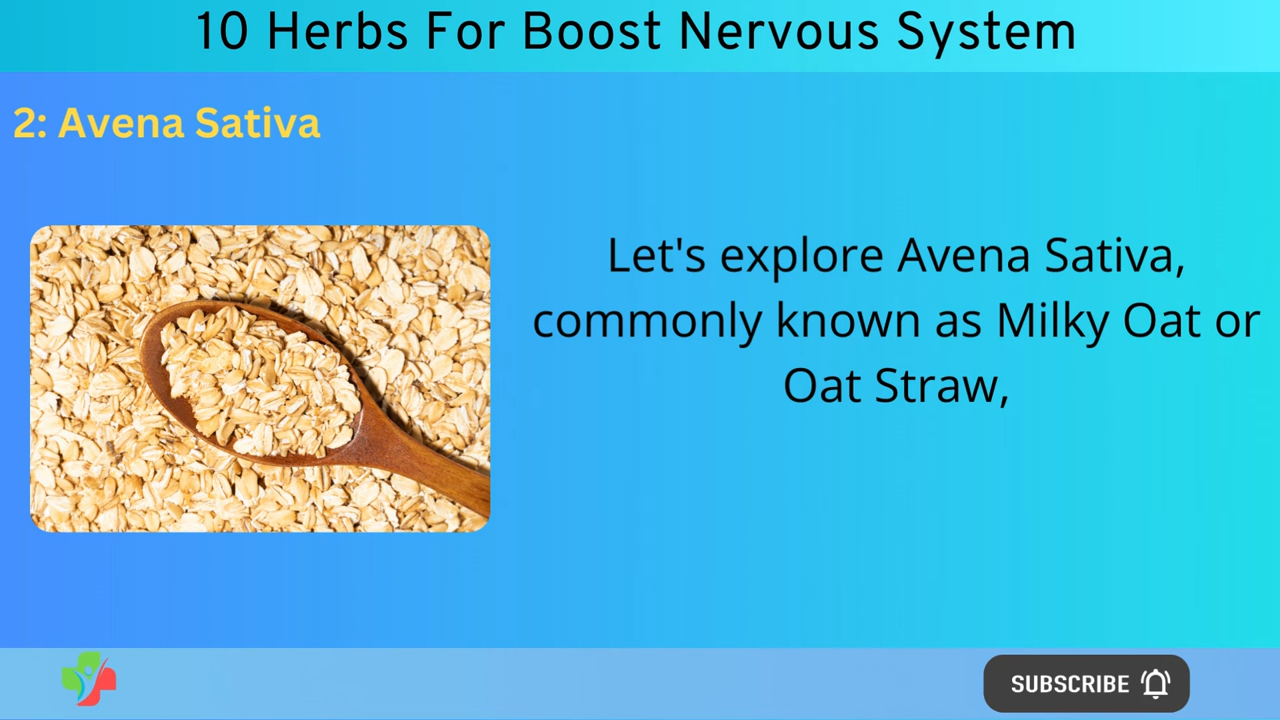 10 Herbs For Boost Nervous System
2: Avena Sativa
Let's explore Avena Sativa,
commonly known as Milky Oat or
Oat Straw,
SUBSCRIBE